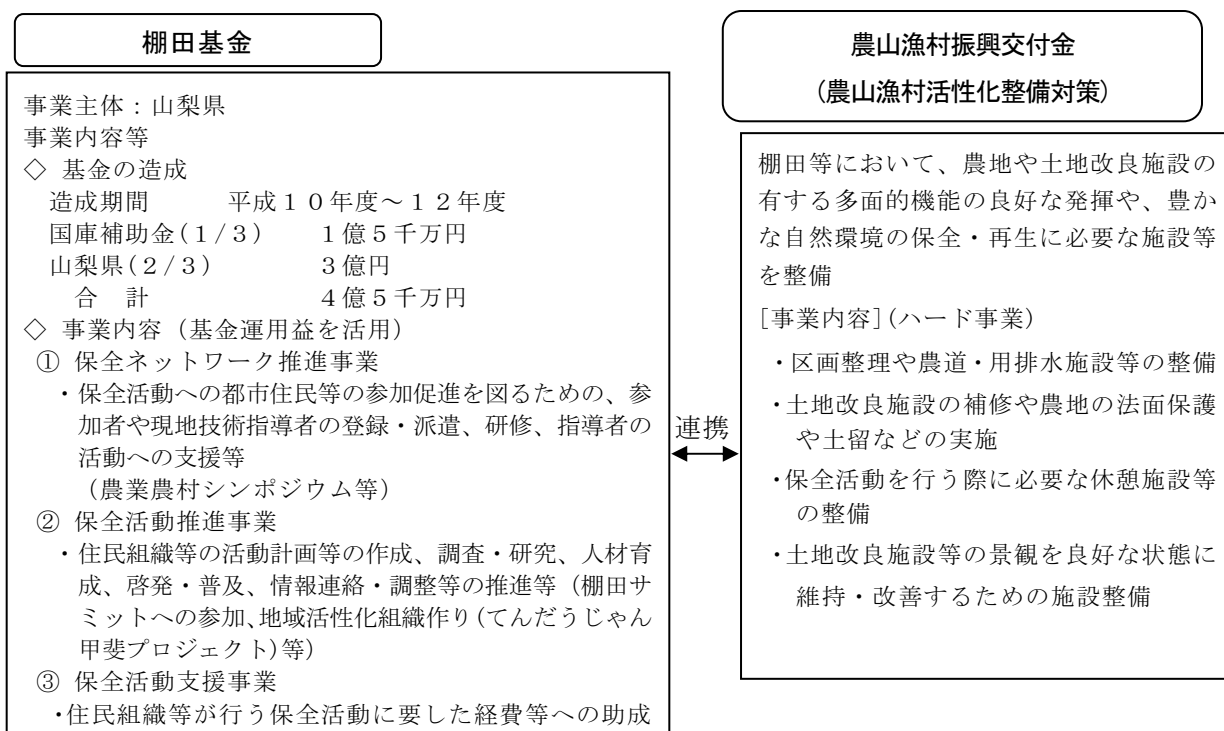 棚田基金
事業主体：山梨県
事業内容等
◇ 基金の造成
造成期間　　平成１０年度～１２年度
国庫補助金(１/３)　１億５千万円
山梨県(２/３)　　３億円
合　計　　　４億５千万円
◇ 事業内容（基金運用益を活用）
① 保全ネットワーク推進事業
・保全活動への都市住民等の参加促進を図るための、参
加者や現地技術指導者の登録・派遣、研修、指導者の
活動への支援等
（農業農村シンポジウム等）
② 保全活動推進事業
・住民組織等の活動計画等の作成、調査・研究、人材育
成、啓発・普及、情報連絡・調整等の推進等（棚田サ
ミットへの参加、地域活性化組織作り(てんだうじゃん
甲斐プロジェクト)等）
③ 保全活動支援事業
・住民組織等が行う保全活動に要した経費等への助成
連携
農山漁村振興交付金
（農山漁村活性化整備対策）
棚田等において、農地や土地改良施設の
有する多面的機能の良好な発揮や、豊か
な自然環境の保全・再生に必要な施設等
を整備
[事業内容](ハード事業）
・区画整理や農道・用排水施設等の整備
・土地改良施設の補修や農地の法面保護
や土留などの実施
・保全活動を行う際に必要な休憩施設等
の整備
・土地改良施設等の景観を良好な状態に
維持・改善するための施設整備